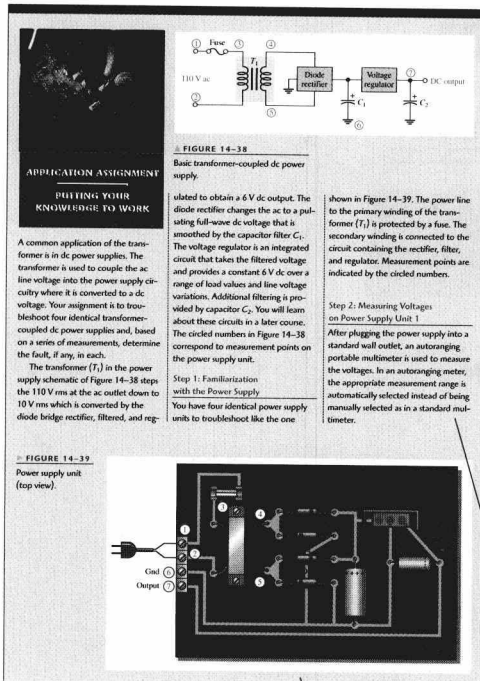 ① Fuse ③ ④
T1
110 V ac
②
⑤
Diode
rectifier
Voltage
regulator
⑦
DC output
+
C1
+
C2
⑥
FIGURE 14–38
Basic transformer-coupled dc power
supply.
APPLICATION ASSIGNMENT
PUTTING YOUR
KNOWLEDGE TO WORK
A common application of the trans-
former is in dc power supplies. The
tranformer is used to couple the ac
line voltage into the power supply cir-
cuitry where it is converted to a dc
voltage. Your assignment is to trou-
bleshoot four identical transformer-
coupled dc power supplies and, based
on a series of measurements, determine
the fault, if any, in each.
The transformer (T1) in the power
supply schematic of Figure 14–38 steps
the 110 V rms at the ac outlet down to
10 V rms which is converted by the
diode bridge rectifier, filtered, and reg-
ulated to obtain a 6 V dc output. The
diode rectifier changes the ac to a pul-
sating full-wave dc voltage that is
smoothed by the capacitor filter C1.
The voltage regulator is an integrated
circuit that takes the filtered voltage
and provides a constant 6 V dc over a
range of load values and line voltage
variations. Additional filtering is pro-
vided by capacitor C2. You will learn
about these circuits in a later course.
The circled numbers in Figure 14–38
correspond to measurement points on
the power supply unit.
Step 1: Familiarization
with the Power Supply
You have four identical power supply
units to troubleshoot like the one
shown in Figure 14–39. The power line
to the primary winding of the trans-
former (T1) is protected by a fuse. The
secondary winding is connected to the
circuit containing the rectifier, filter,
and regulator. Measurement points are
indicated by the circled numbers.
Step 2: Measuring Voltages
on Power Supply Unit 1
After plugging the power supply into a
standard wall outlet, an autoranging
portable multimeter is used to measure
the voltages. In an autoranging meter,
the appropriate measurement range is
automatically selected instead of being
manually selected as in a standard mul-
timeter.
FIGURE 14–39
Power supply unit
(top view).
①
②
③
④
⑤
Gnd ⑥
Output ⑦